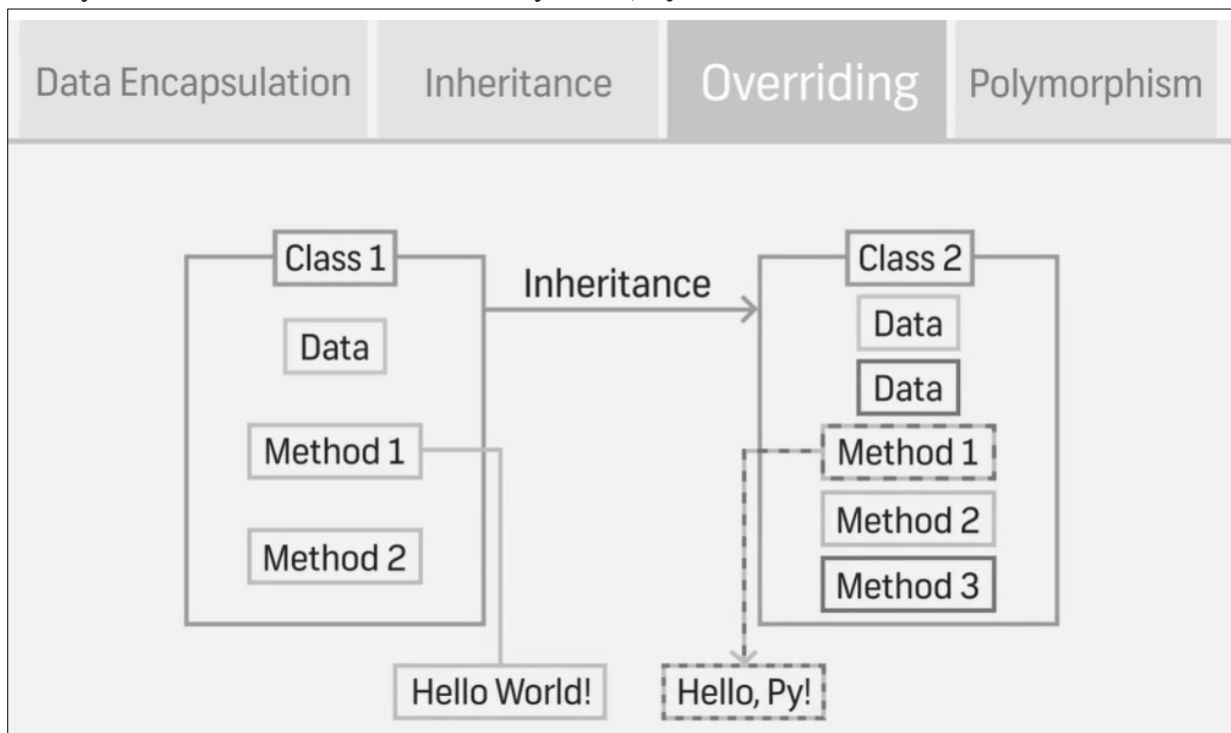 Data Encapsulation
Inheritance
Overriding
Polymorphism
Class 1
Data
Method 1
Method 2
Hello World!
Inheritance
Class 2
Data
Data
Method 1
Method 2
Method 3
Hello, Py!